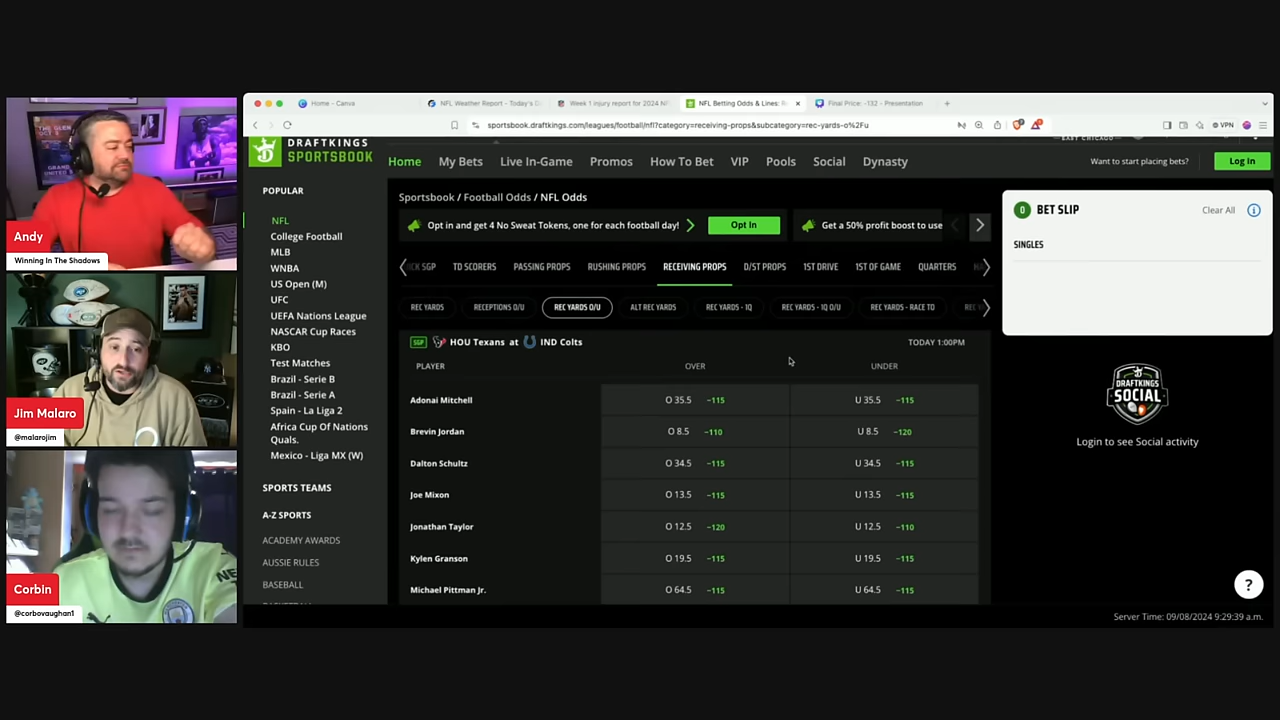 Home - Canva
NFL Weather Report - Today's D
Week 1 injury report for 2024 NF
NFL Betting Odds & Lines: R
Final Price: -132 - Presentation
sportsbook.draftkings.com/leagues/football/nfl?category=receiving-props&subcategory=rec-yards-o%2Fu
VPN
DRAFTKINGS
SPORTSBOOK
Home
My Bets
Live In-Game
Promos
How To Bet
VIP
Pools
Social
Dynasty
EAST CHICAGO
Want to start placing bets?
Log In
POPULAR
NFL
College Football
MLB
WNBA
US Open (M)
UFC
UEFA Nations League
NASCAR Cup Races
KBO
Test Matches
Brazil - Serie B
Brazil - Serie A
Spain - La Liga 2
Africa Cup Of Nations
Quals.
Mexico - Liga MX (W)
SPORTS TEAMS
A-Z SPORTS
ACADEMY AWARDS
AUSSIE RULES
BASEBALL
Sportsbook / Football Odds / NFL Odds
Opt in and get 4 No Sweat Tokens, one for each football day!
Opt In
Get a 50% profit boost to use
CK SGP
TD SCORERS
PASSING PROPS
RUSHING PROPS
RECEIVING PROPS
D/ST PROPS
1ST DRIVE
1ST OF GAME
QUARTERS
REC YARDS
RECEPTIONS O/U
REC YARDS O/U
ALT REC YARDS
REC YARDS - 1Q
REC YARDS - 1Q O/U
REC YARDS - RACE TO
SGP HOU Texans at IND Colts TODAY 1:00PM
PLAYER OVER UNDER
Adonai Mitchell O 35.5 −115 U 35.5 −115
Brevin Jordan O 8.5 −110 U 8.5 −120
Dalton Schultz O 34.5 −115 U 34.5 −115
Joe Mixon O 13.5 −115 U 13.5 −115
Jonathan Taylor O 12.5 −120 U 12.5 −110
Kylen Granson O 19.5 −115 U 19.5 −115
Michael Pittman Jr. O 64.5 −115 U 64.5 −115
0 BET SLIP
Clear All
SINGLES
DRAFTKINGS
SOCIAL
Login to see Social activity
?
Server Time: 09/08/2024 9:29:39 a.m.
Andy
Winning In The Shadows
Jim Malaro
@malarojim
Corbin
@corbovaughan1